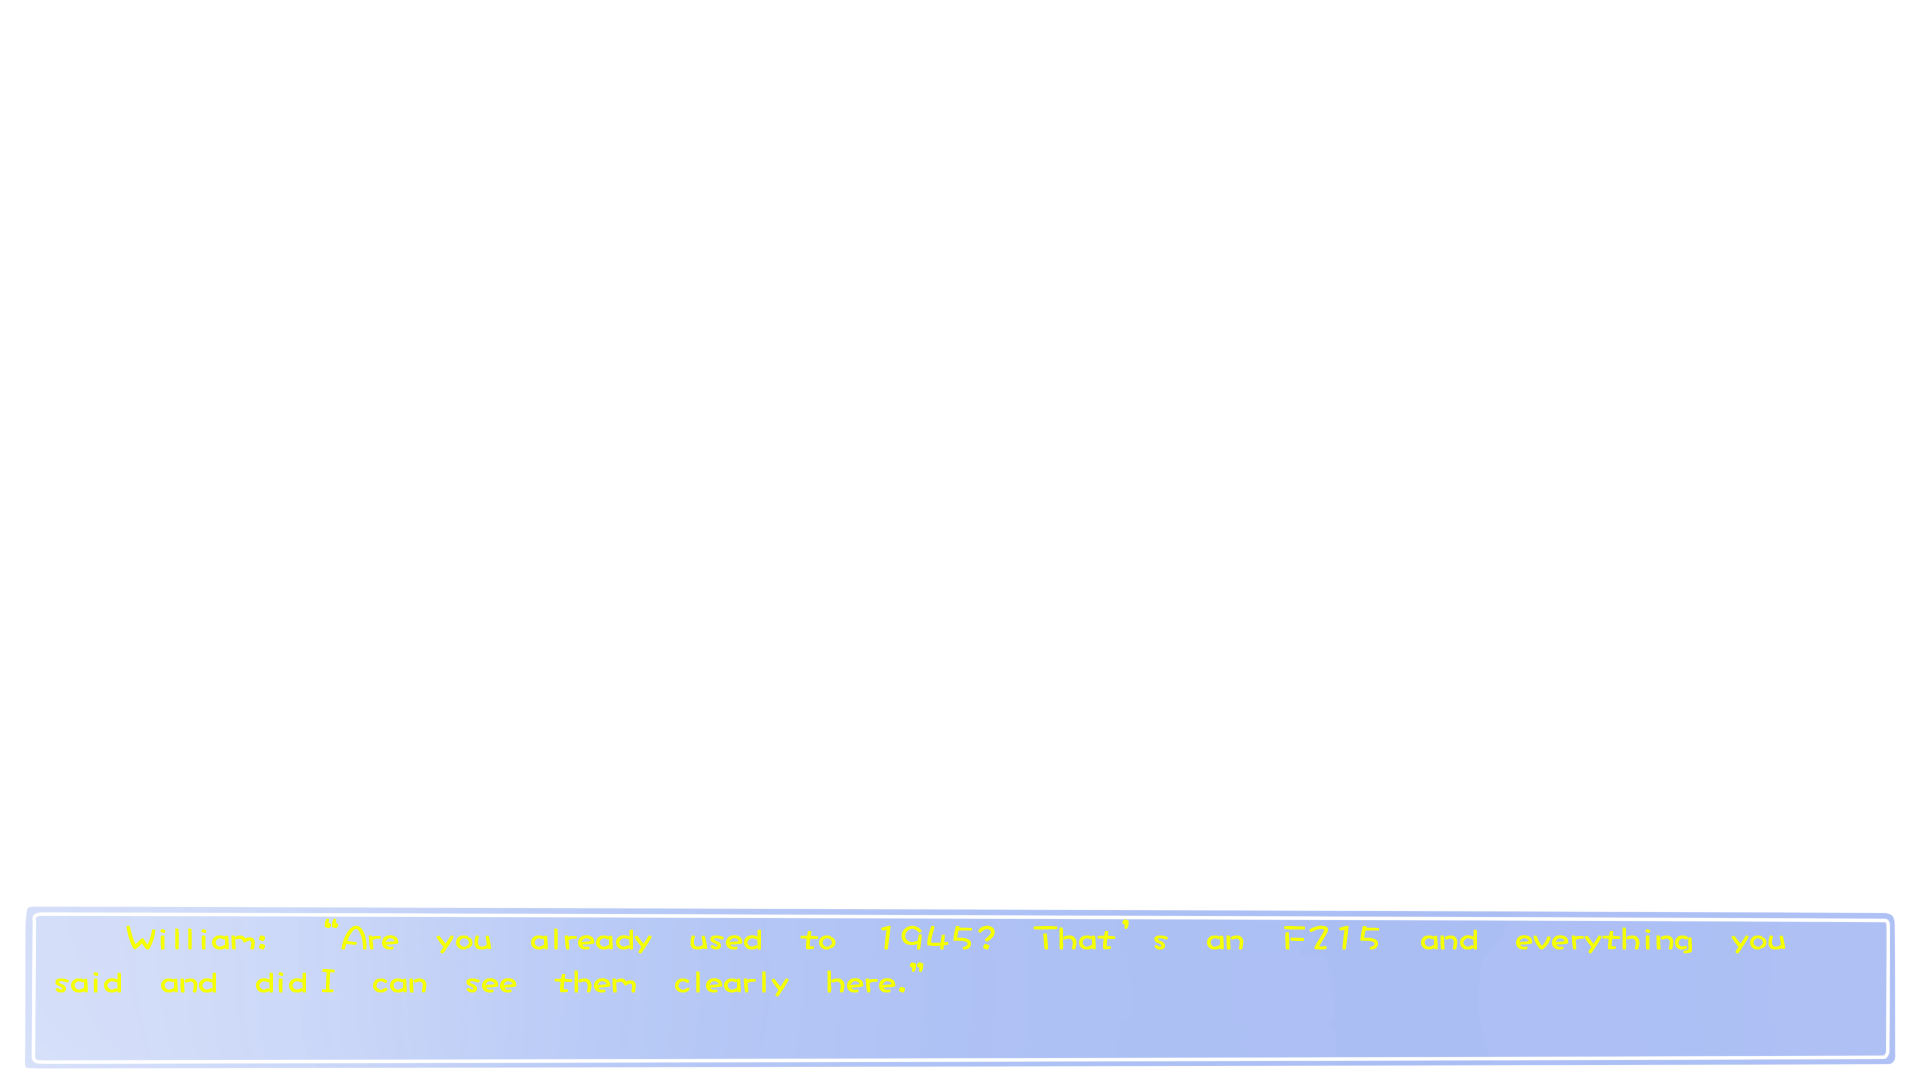 William: “Are you already used to 1945? That's an F215 and everything you
said and did I can see them clearly here.”